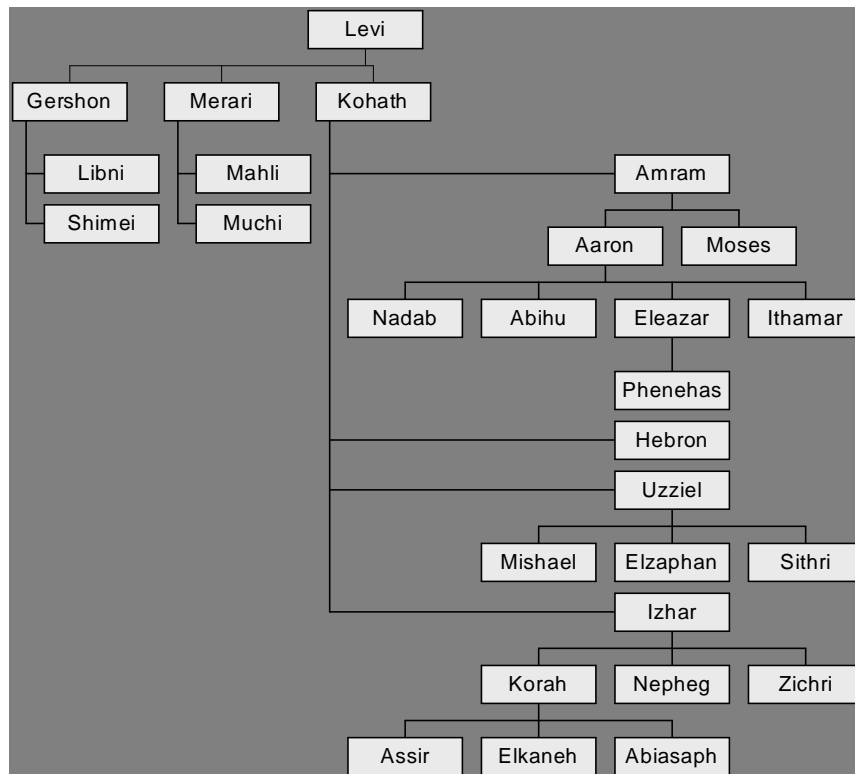 Levi
Gershon
Merari
Kohath
Libni
Mahli
Amram
Shimei
Muchi
Aaron
Moses
Nadab
Abihu
Eleazar
Ithamar
Phenehas
Hebron
Uzziel
Mishael
Elzaphan
Sithri
Izhar
Korah
Nepheg
Zichri
Assir
Elkaneh
Abiasaph